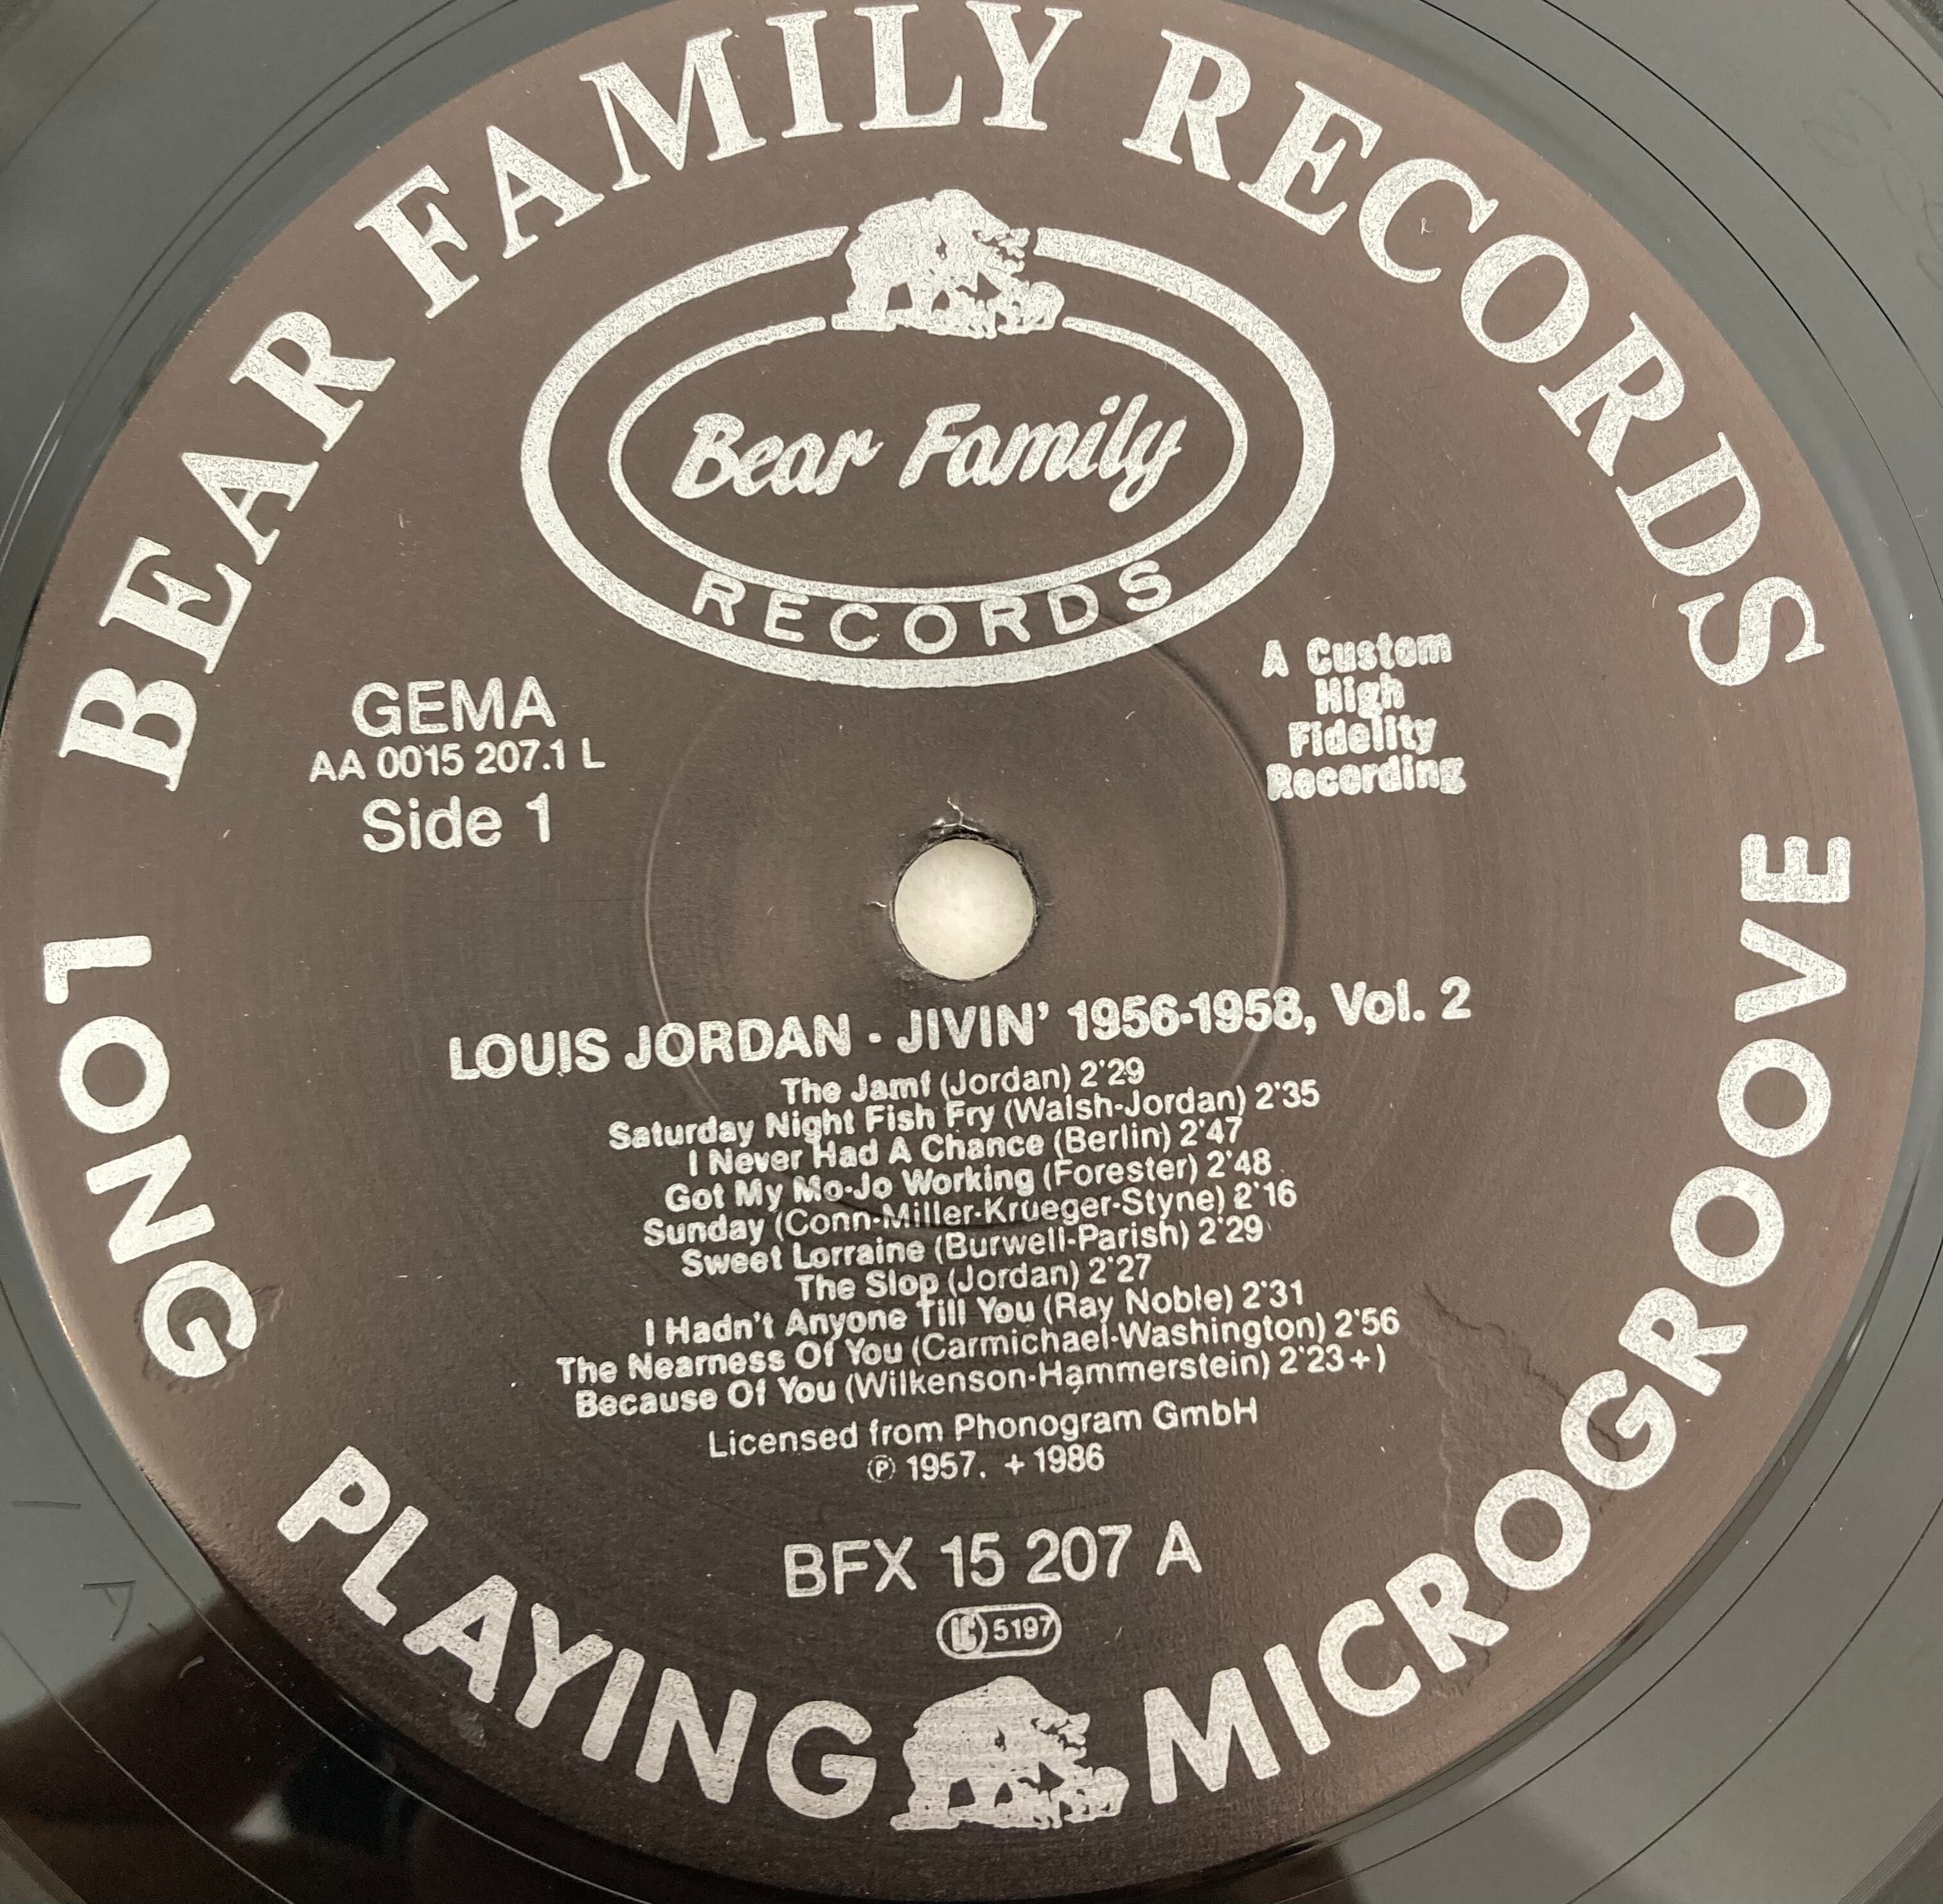 BEAR FAMILY RECORDS
Bear Family
RECORDS
GEMA
AA 0015 207.1 L
Side 1
A Custom
High
Fidelity
Recording
LOUIS JORDAN - JIVIN' 1956-1958, Vol. 2
The Jamf (Jordan) 2'29
Saturday Night Fish Fry (Walsh-Jordan) 2'35
I Never Had A Chance (Berlin) 2'47
Got My Mo-Jo Working (Forester) 2'48
Sunday (Conn-Miller-Krueger-Styne) 2'16
Sweet Lorraine (Burwell-Parish) 2'29
The Slop (Jordan) 2'27
I Hadn't Anyone Till You (Ray Noble) 2'31
The Nearness Of You (Carmichael-Washington) 2'56
Because Of You (Wilkenson-Hammerstein) 2'23+)
Licensed from Phonogram GmbH
℗ 1957. + 1986
BFX 15 207 A
LC 5197
LONG PLAYING MICROGROOVE